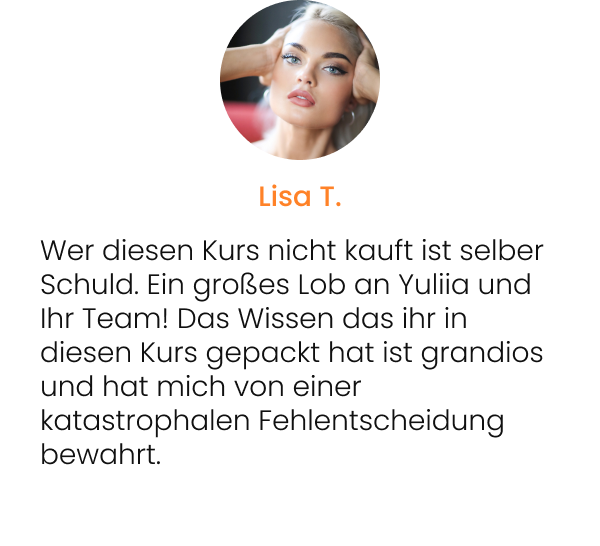 Lisa T.
Wer diesen Kurs nicht kauft ist selber
Schuld. Ein großes Lob an Yuliia und
Ihr Team! Das Wissen das ihr in
diesen Kurs gepackt hat ist grandios
und hat mich von einer
katastrophalen Fehlentscheidung
bewahrt.